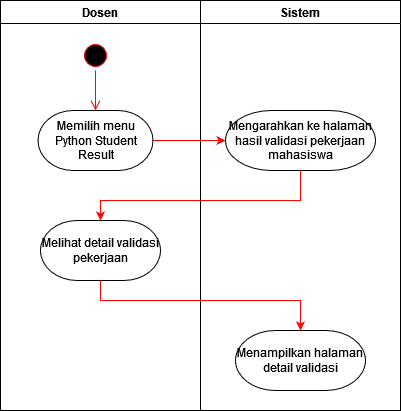 Dosen
Sistem
Memilih menu
Python Student
Result
Mengarahkan ke halaman
hasil validasi pekerjaan
mahasiswa
Melihat detail validasi
pekerjaan
Menampilkan halaman
detail validasi